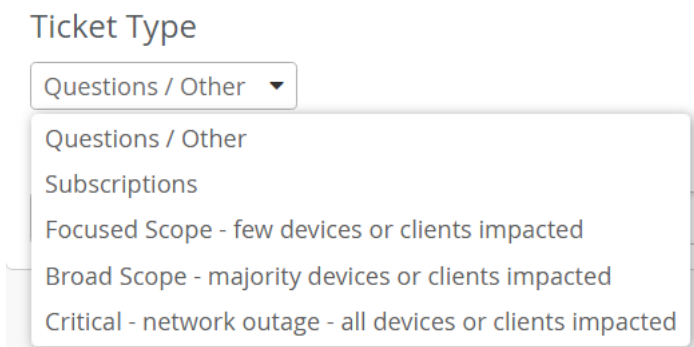 Ticket Type
Questions / Other
Questions / Other
Subscriptions
Focused Scope - few devices or clients impacted
Broad Scope - majority devices or clients impacted
Critical - network outage - all devices or clients impacted